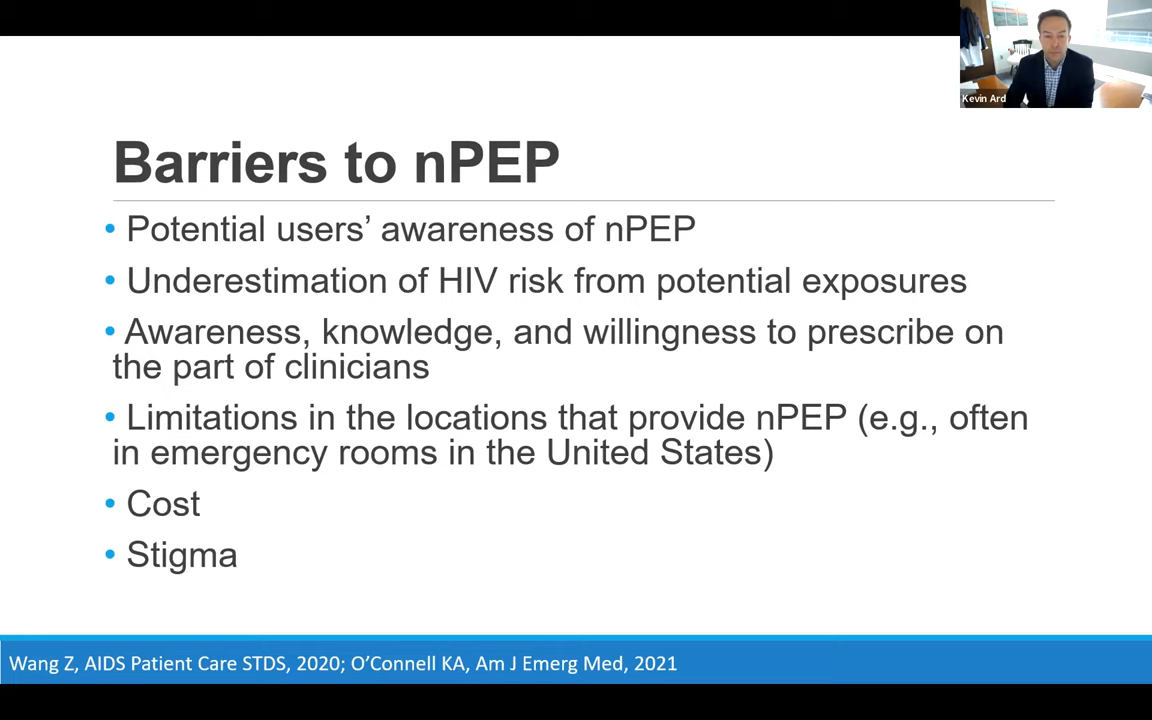 Kevin Ard
Barriers to nPEP
• Potential users’ awareness of nPEP
• Underestimation of HIV risk from potential exposures
• Awareness, knowledge, and willingness to prescribe on
the part of clinicians
• Limitations in the locations that provide nPEP (e.g., often
in emergency rooms in the United States)
• Cost
• Stigma
Wang Z, AIDS Patient Care STDS, 2020; O’Connell KA, Am J Emerg Med, 2021